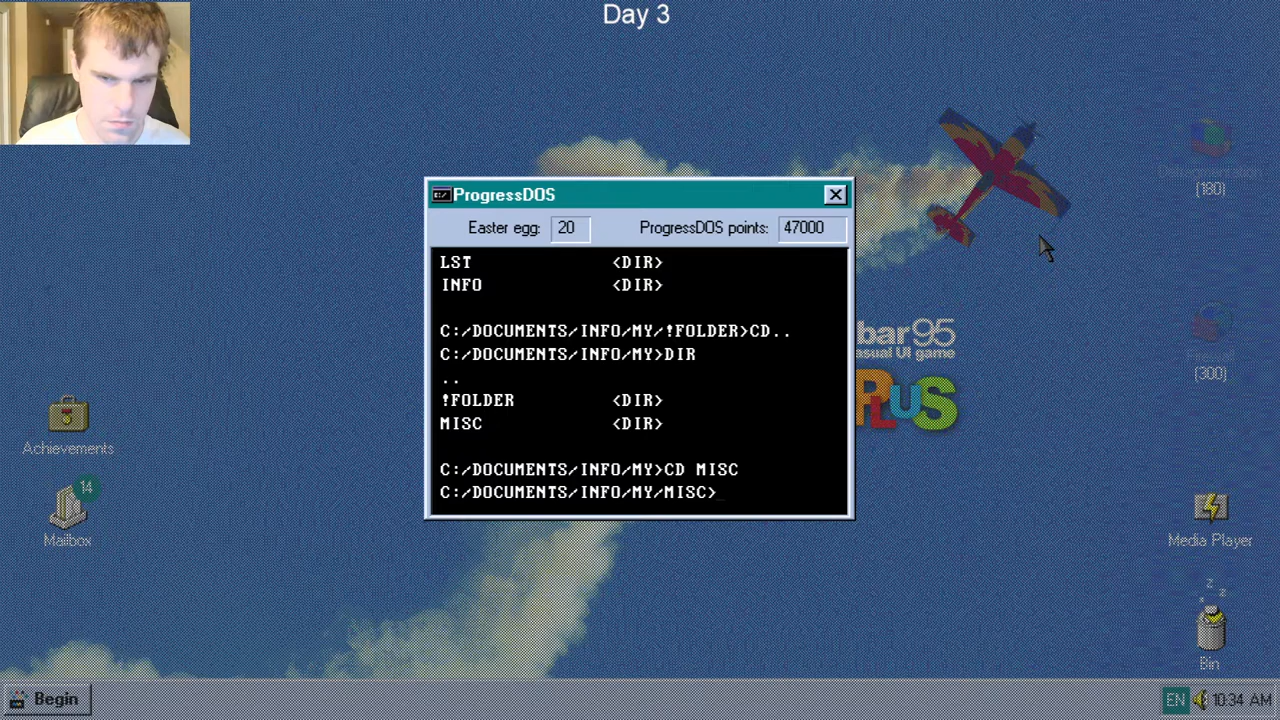 Day 3
ProgressDOS
Easter egg: 20 ProgressDOS points: 47000
LST <DIR>
INFO <DIR>
C:/DOCUMENTS/INFO/MY/!FOLDER>CD..
C:/DOCUMENTS/INFO/MY>DIR
..
!FOLDER <DIR>
MISC <DIR>
C:/DOCUMENTS/INFO/MY>CD MISC
C:/DOCUMENTS/INFO/MY/MISC>_
bar95
asual UI game
PLUS
(180)
Firewall
(300)
Achievements
14
Mailbox
Media Player
z
z
Bin
Begin
EN 10:34 AM